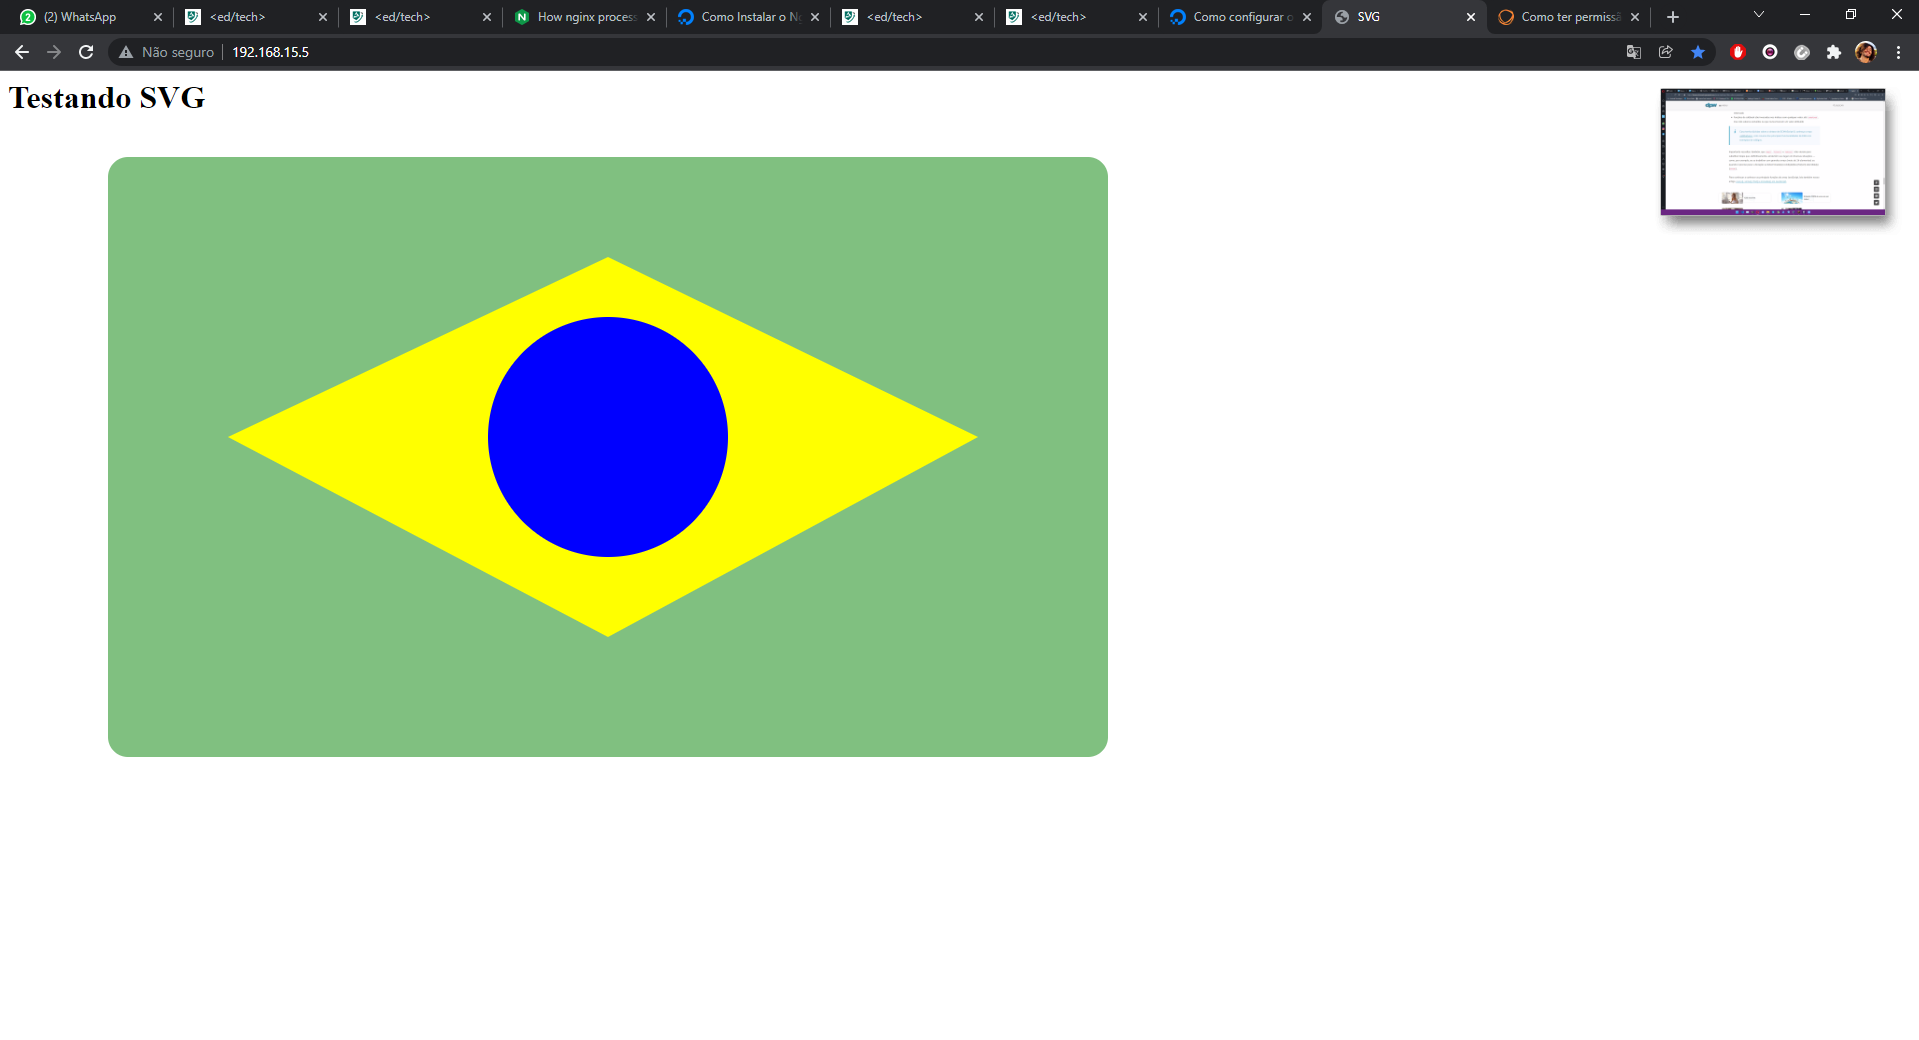 (2) WhatsApp
<ed/tech>
<ed/tech>
How nginx process
Como Instalar o Ng
<ed/tech>
<ed/tech>
Como configurar o
SVG
Como ter permissã
Não seguro
192.168.15.5
Testando SVG